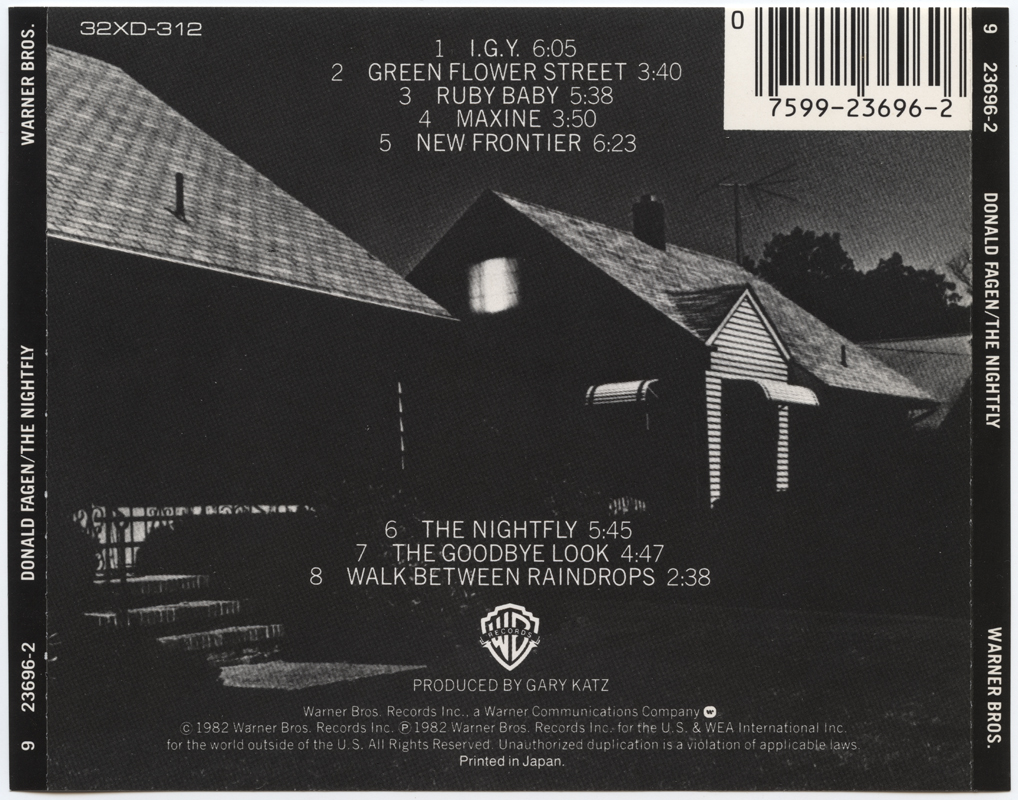 32XD-312
1 I.G.Y. 6:05
2 GREEN FLOWER STREET 3:40
3 RUBY BABY 5:38
4 MAXINE 3:50
5 NEW FRONTIER 6:23
0
7599-23696-2
WARNER BROS.
DONALD FAGEN/THE NIGHTFLY
23696-2
9
9
23696-2
DONALD FAGEN/THE NIGHTFLY
WARNER BROS.
6 THE NIGHTFLY 5:45
7 THE GOODBYE LOOK 4:47
8 WALK BETWEEN RAINDROPS 2:38
WB
RECORDS
PRODUCED BY GARY KATZ
Warner Bros. Records Inc., a Warner Communications Company
© 1982 Warner Bros. Records Inc. ℗ 1982 Warner Bros. Records Inc. for the U.S. & WEA International Inc.
for the world outside of the U.S. All Rights Reserved. Unauthorized duplication is a violation of applicable laws.
Printed in Japan.